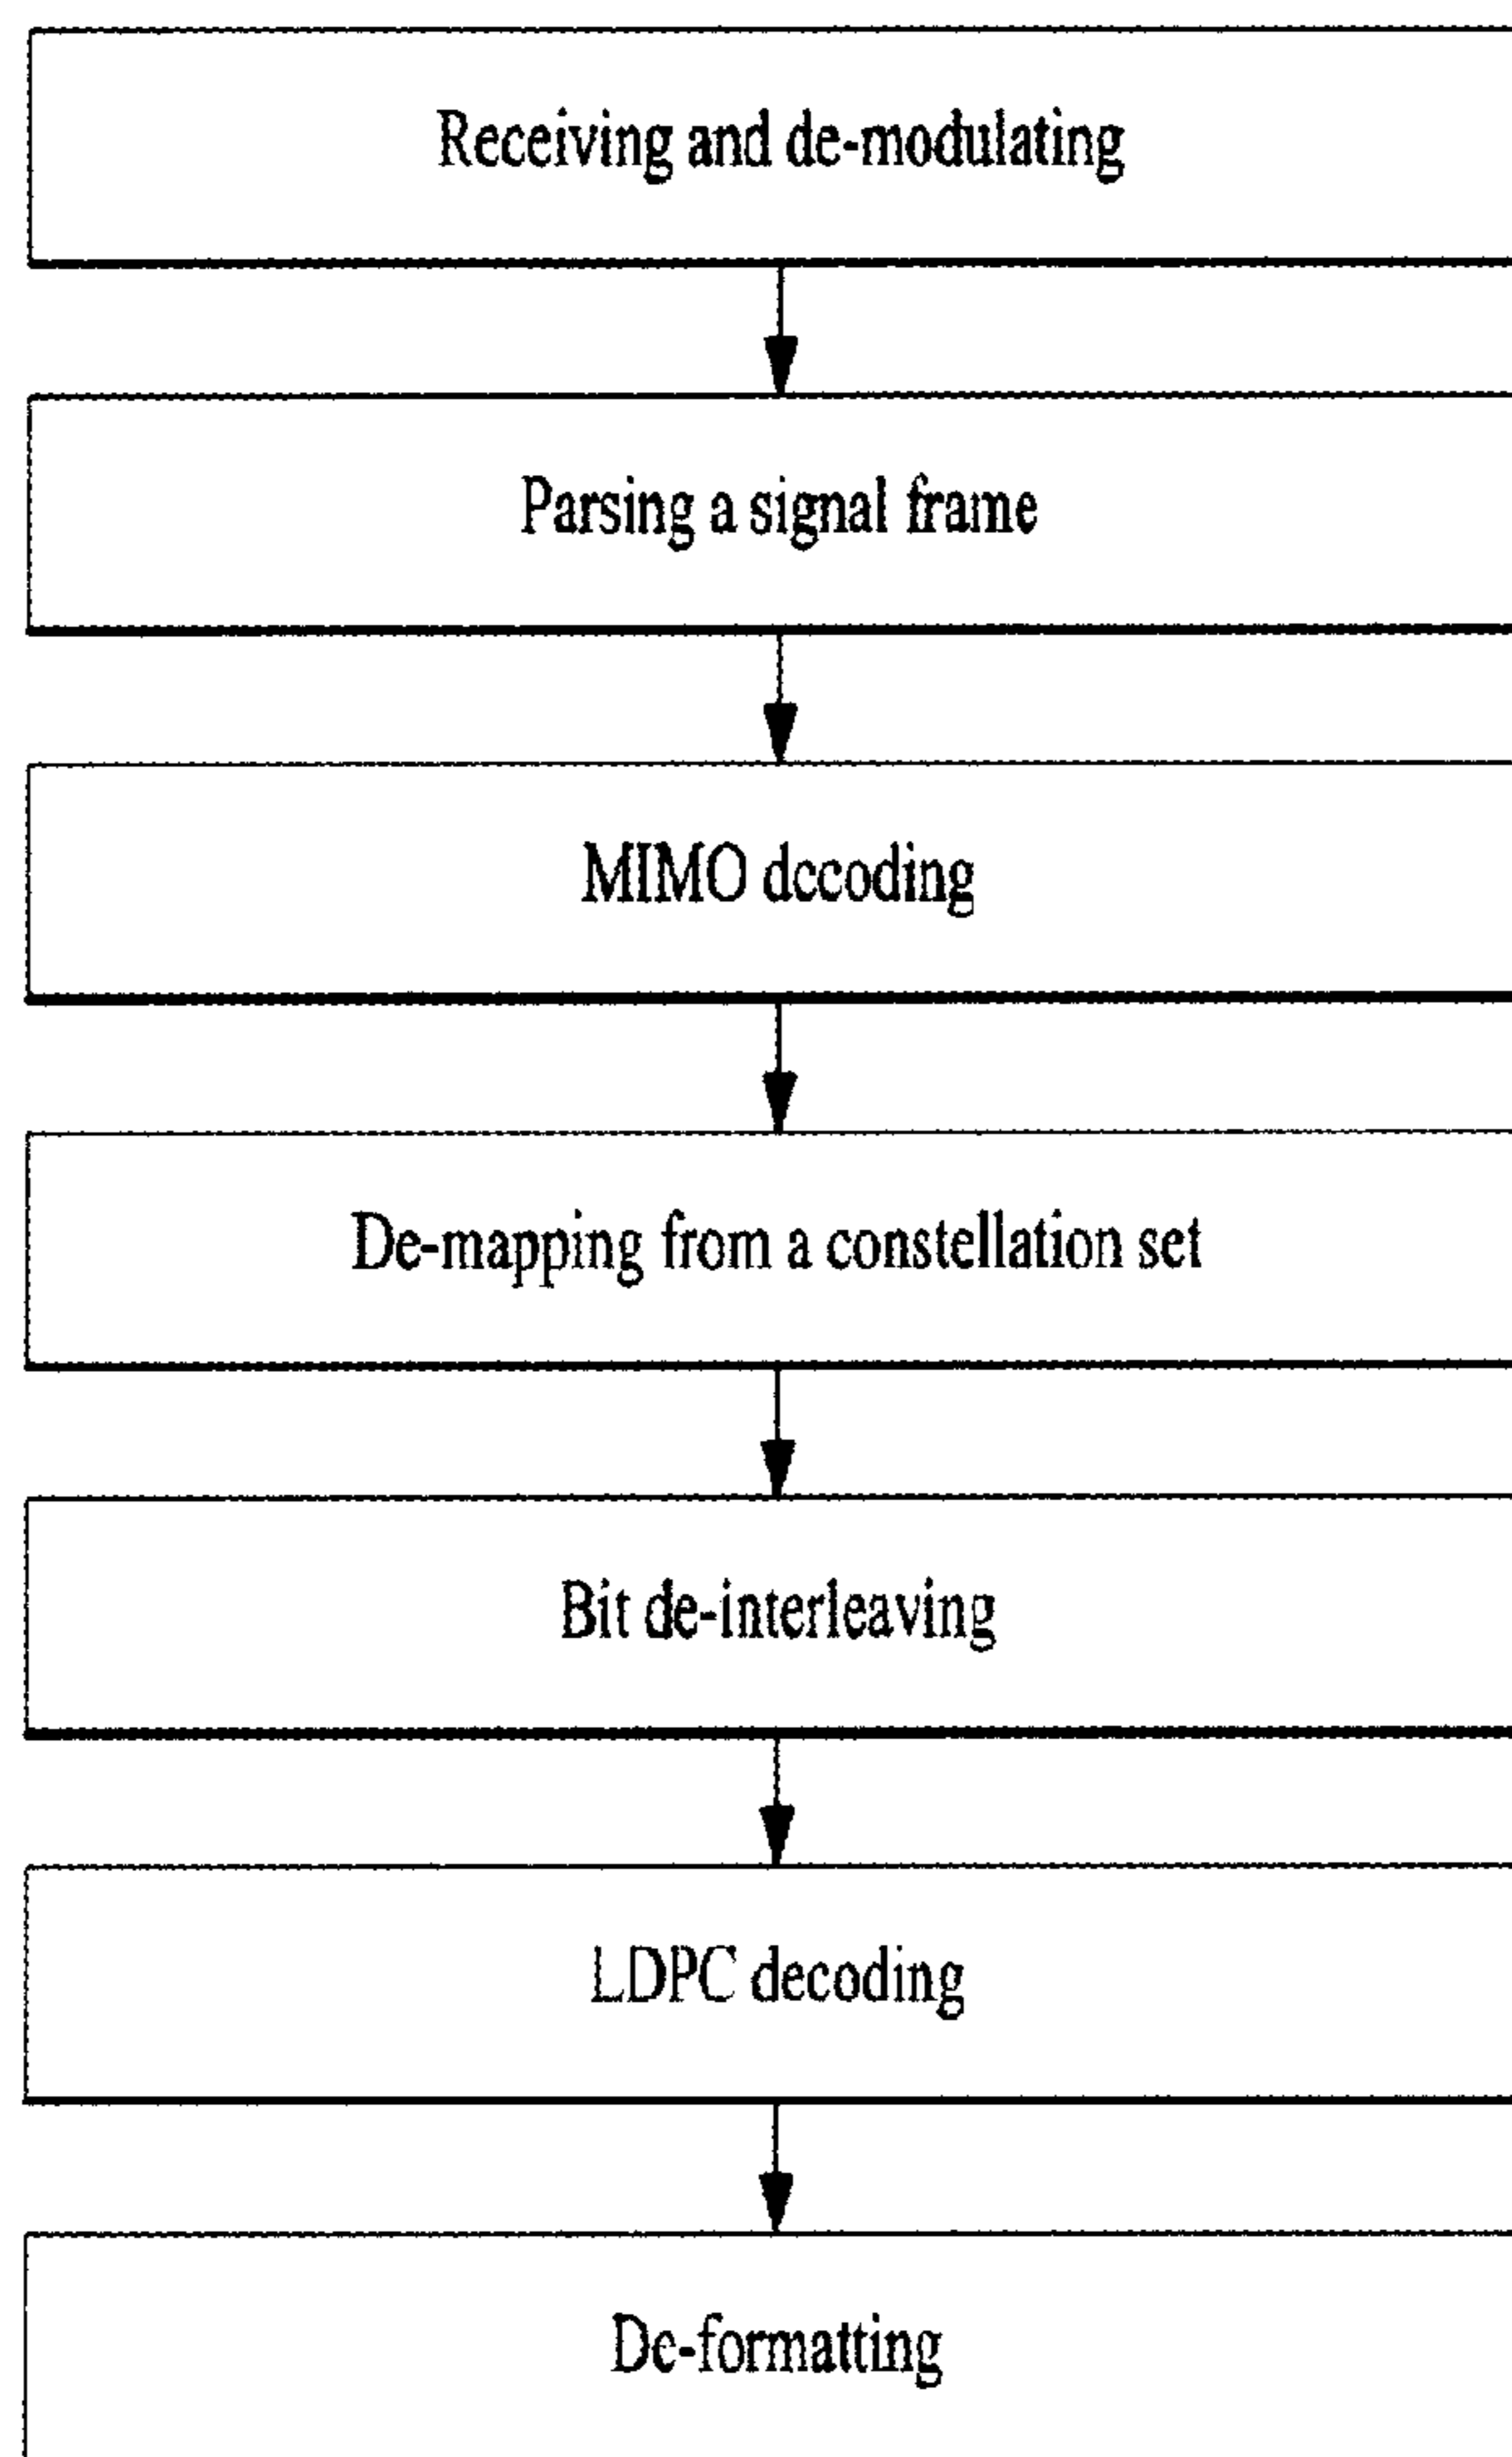 Receiving and de-modulating
Parsing a signal frame
MIMO decoding
De-mapping from a constellation set
Bit de-interleaving
LDPC decoding
De-formatting